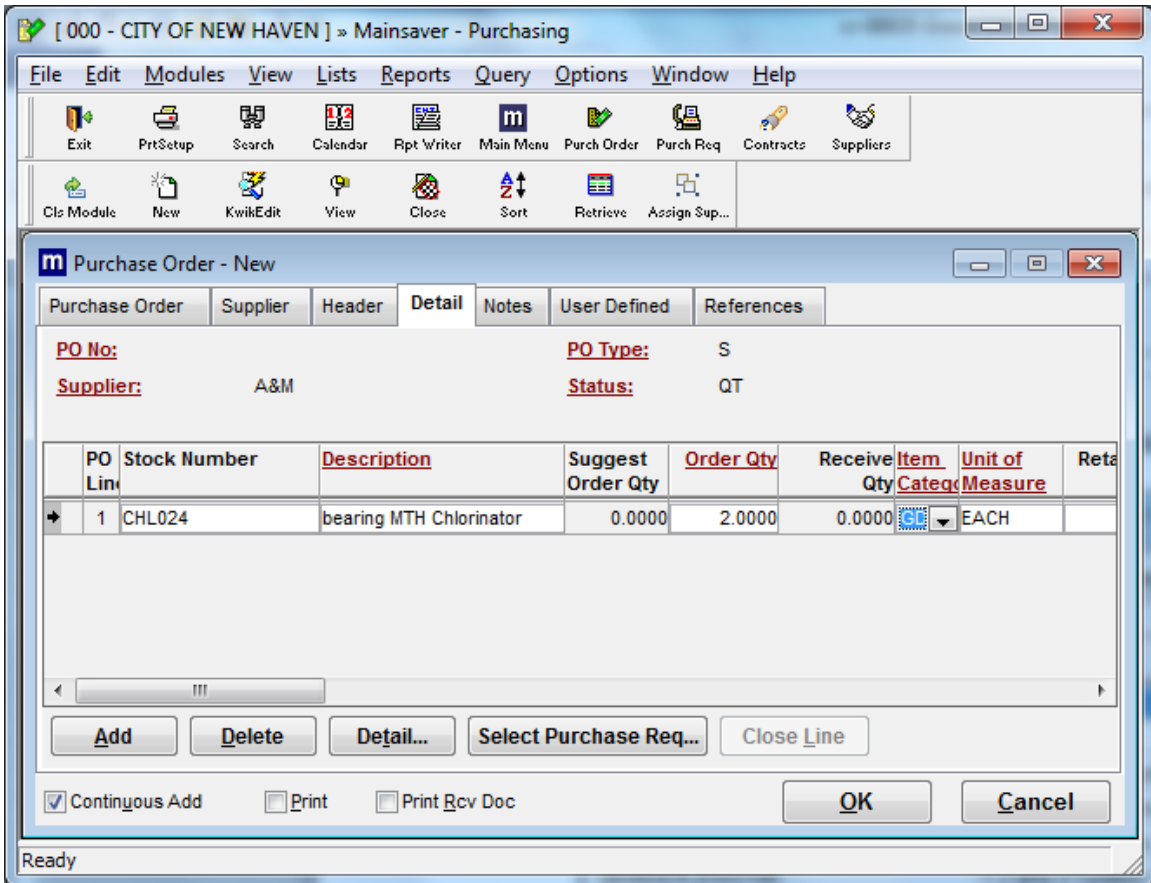 [ 000 - CITY OF NEW HAVEN ] » Mainsaver - Purchasing
File Edit Modules View Lists Reports Query Options Window Help
Exit PrtSetup Search Calendar Rpt Writer Main Menu Purch Order Purch Req Contracts Suppliers
Cls Module New KwikEdit View Close Sort Retrieve Assign Sup...
m Purchase Order - New
Purchase Order Supplier Header Detail Notes User Defined References
PO No: PO Type: S
Supplier: A&M Status: QT
PO Stock Number Description Suggest Order Qty Receive Item Unit of Reta
Line Order Qty Qty Catego Measure
1 CHL024 bearing MTH Chlorinator 0.0000 2.0000 0.0000 GD EACH
Add Delete Detail... Select Purchase Req... Close Line
Continuous Add Print Print Rcv Doc OK Cancel
Ready